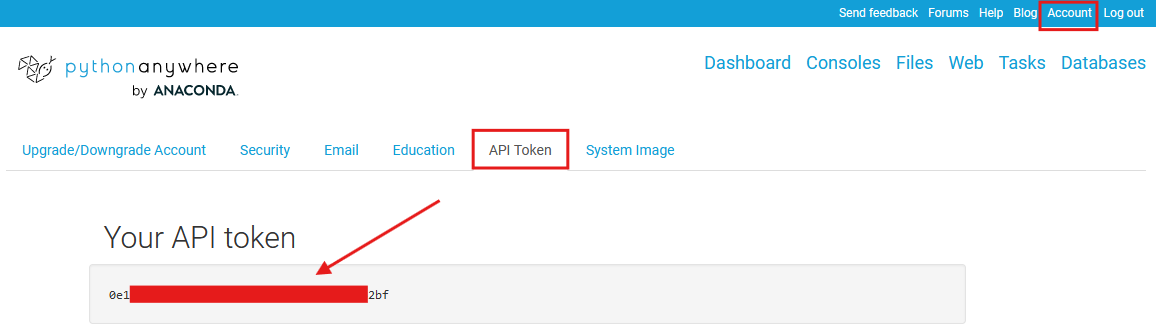 Send feedback Forums Help Blog Account Log out
pythonanywhere
by ANACONDA.
Dashboard Consoles Files Web Tasks Databases
Upgrade/Downgrade Account Security Email Education API Token System Image
Your API token
0e1 2bf